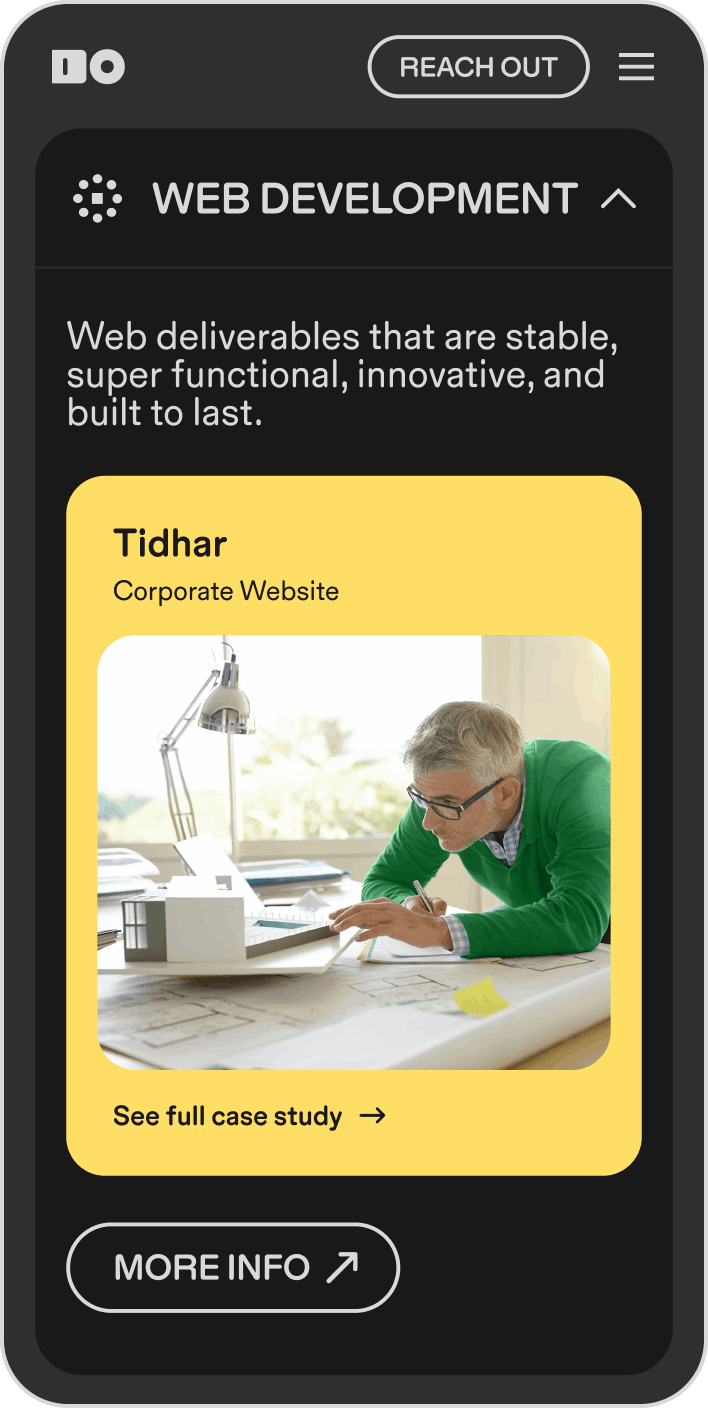 IO
REACH OUT
WEB DEVELOPMENT
Web deliverables that are stable,
super functional, innovative, and
built to last.
Tidhar
Corporate Website
See full case study
MORE INFO